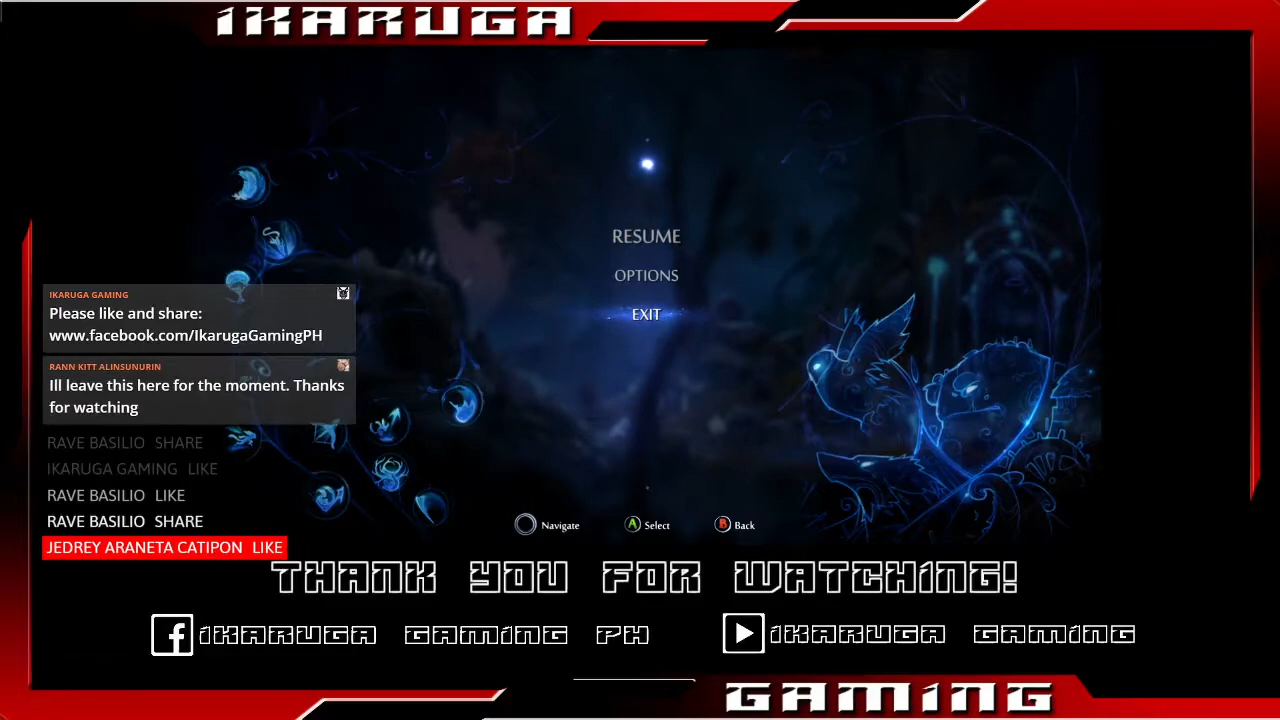 IKARUGA
RESUME
OPTIONS
EXIT
IKARUGA GAMING
Please like and share:
www.facebook.com/IkarugaGamingPH
RANN KITT ALINSUNURIN
Ill leave this here for the moment. Thanks
for watching
RAVE BASILIO SHARE
IKARUGA GAMING LIKE
RAVE BASILIO LIKE
RAVE BASILIO SHARE
JEDREY ARANETA CATIPON LIKE
Navigate A Select B Back
THANK YOU FOR WATCHING!
f IKARUGA GAMING PH IKARUGA GAMING
GAMING